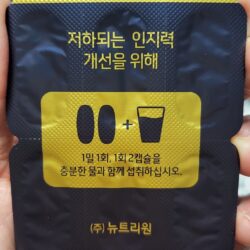 저하되는 인지력
개선을 위해
+
1일 1회, 1회 2캡슐을
충분한 물과 함께 섭취하십시오.
(주) 뉴트리원